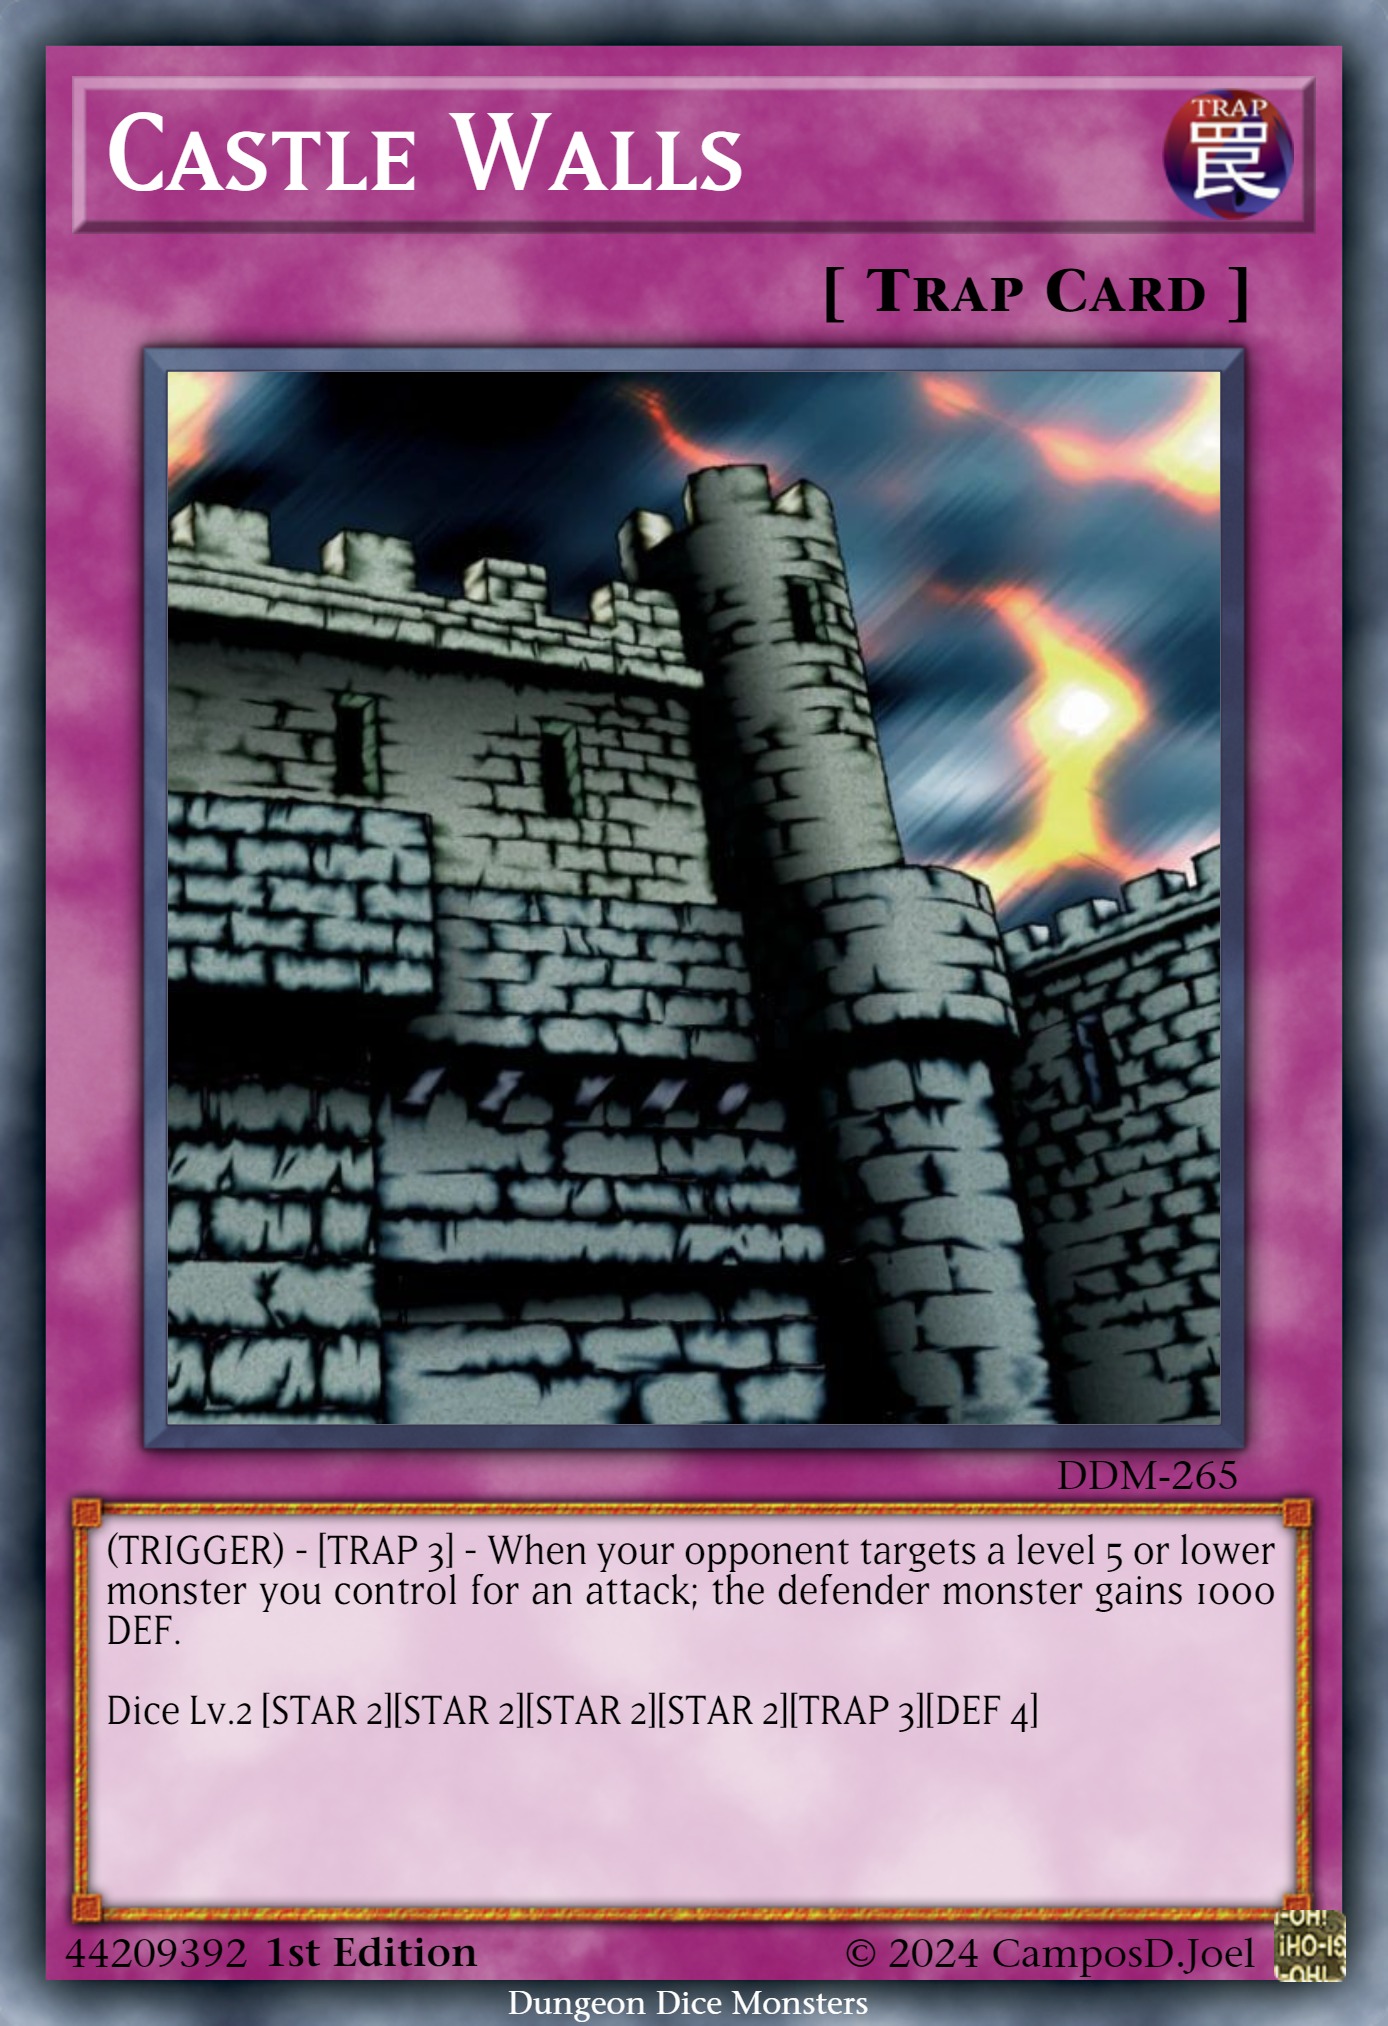 Castle Walls
TRAP
罠
[ Trap Card ]
DDM-265
(TRIGGER) - [TRAP 3] - When your opponent targets a level 5 or lower
monster you control for an attack; the defender monster gains 1000
DEF.
Dice Lv.2 [STAR 2][STAR 2][STAR 2][STAR 2][TRAP 3][DEF 4]
44209392 1st Edition
© 2024 CamposD.Joel
Dungeon Dice Monsters